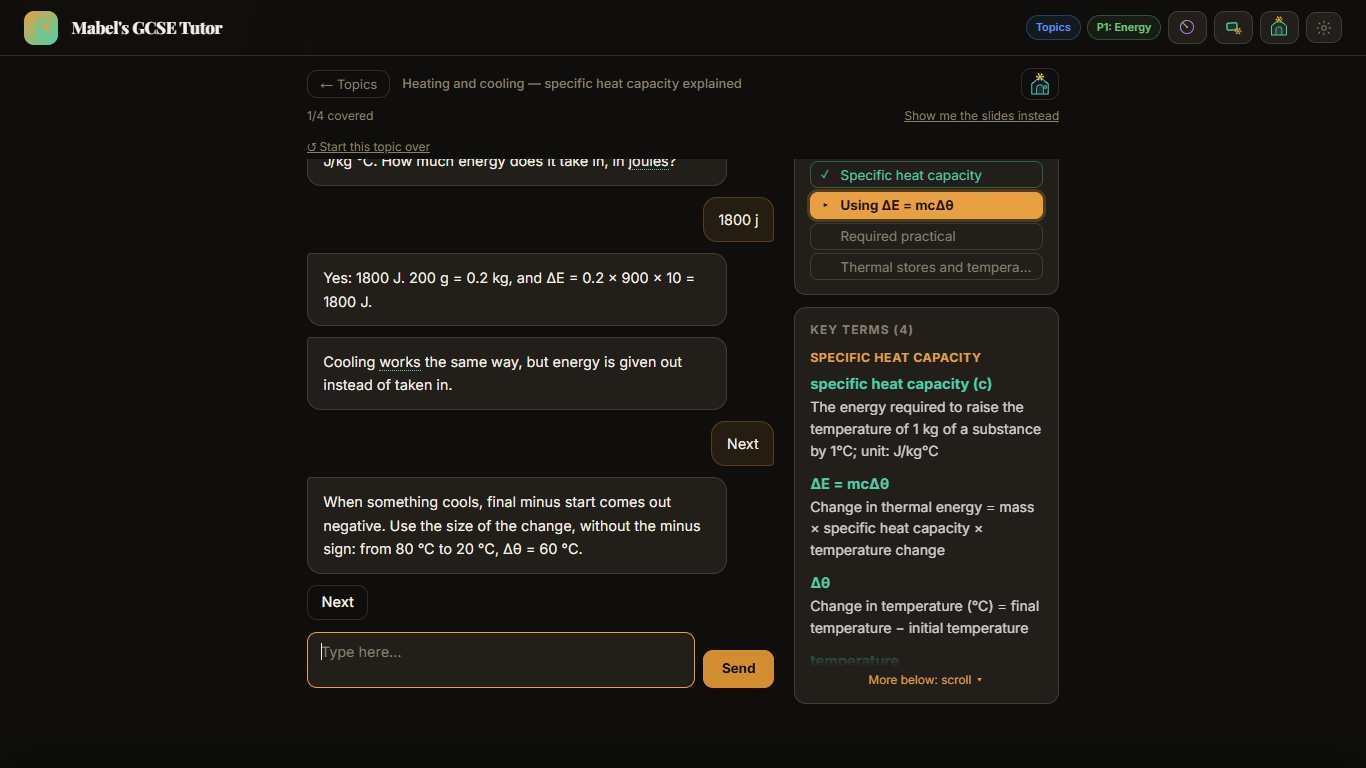 Mabel's GCSE Tutor
Topics
P1: Energy
← Topics
Heating and cooling — specific heat capacity explained
1/4 covered
Show me the slides instead
↺ Start this topic over
J/kg °C. How much energy does it take in, in joules?
1800 j
Yes: 1800 J. 200 g = 0.2 kg, and ΔE = 0.2 × 900 × 10 =
1800 J.
Cooling works the same way, but energy is given out
instead of taken in.
Next
When something cools, final minus start comes out
negative. Use the size of the change, without the minus
sign: from 80 °C to 20 °C, Δθ = 60 °C.
Next
Type here...
Send
✓ Specific heat capacity
▸ Using ΔE = mcΔθ
Required practical
Thermal stores and tempera...
KEY TERMS (4)
SPECIFIC HEAT CAPACITY
specific heat capacity (c)
The energy required to raise the
temperature of 1 kg of a substance
by 1°C; unit: J/kg°C
ΔE = mcΔθ
Change in thermal energy = mass
× specific heat capacity ×
temperature change
Δθ
Change in temperature (°C) = final
temperature − initial temperature
temperature
More below: scroll ▾